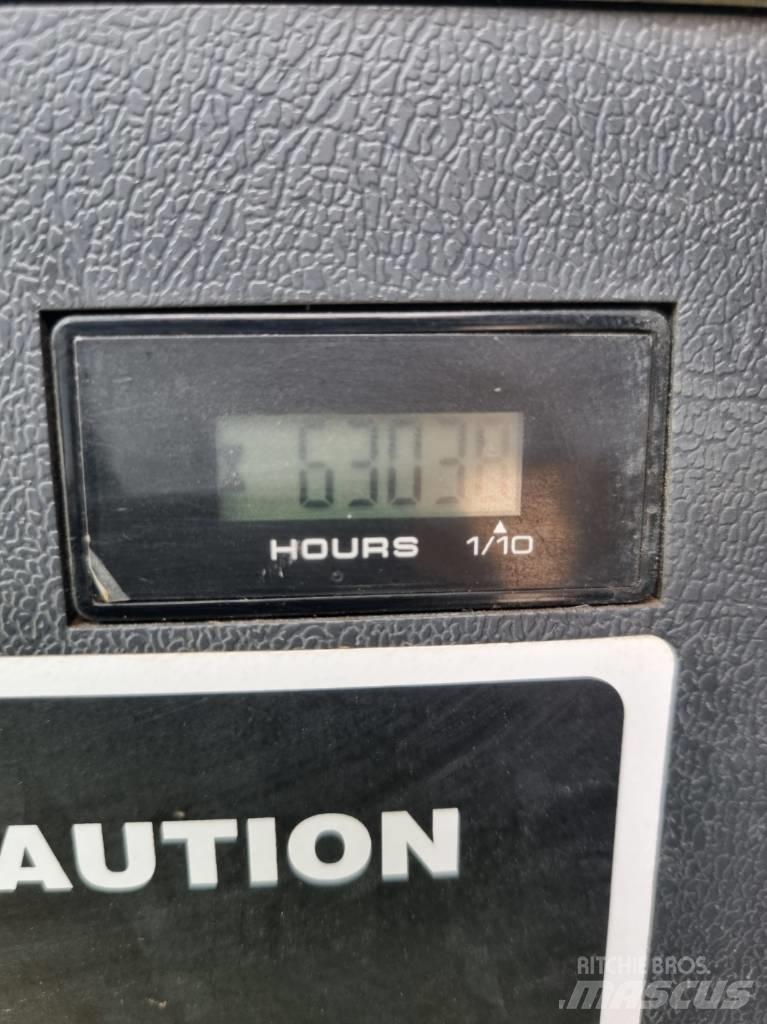 6303
HOURS 1/10
AUTION
RITCHIE BROS.
mascus